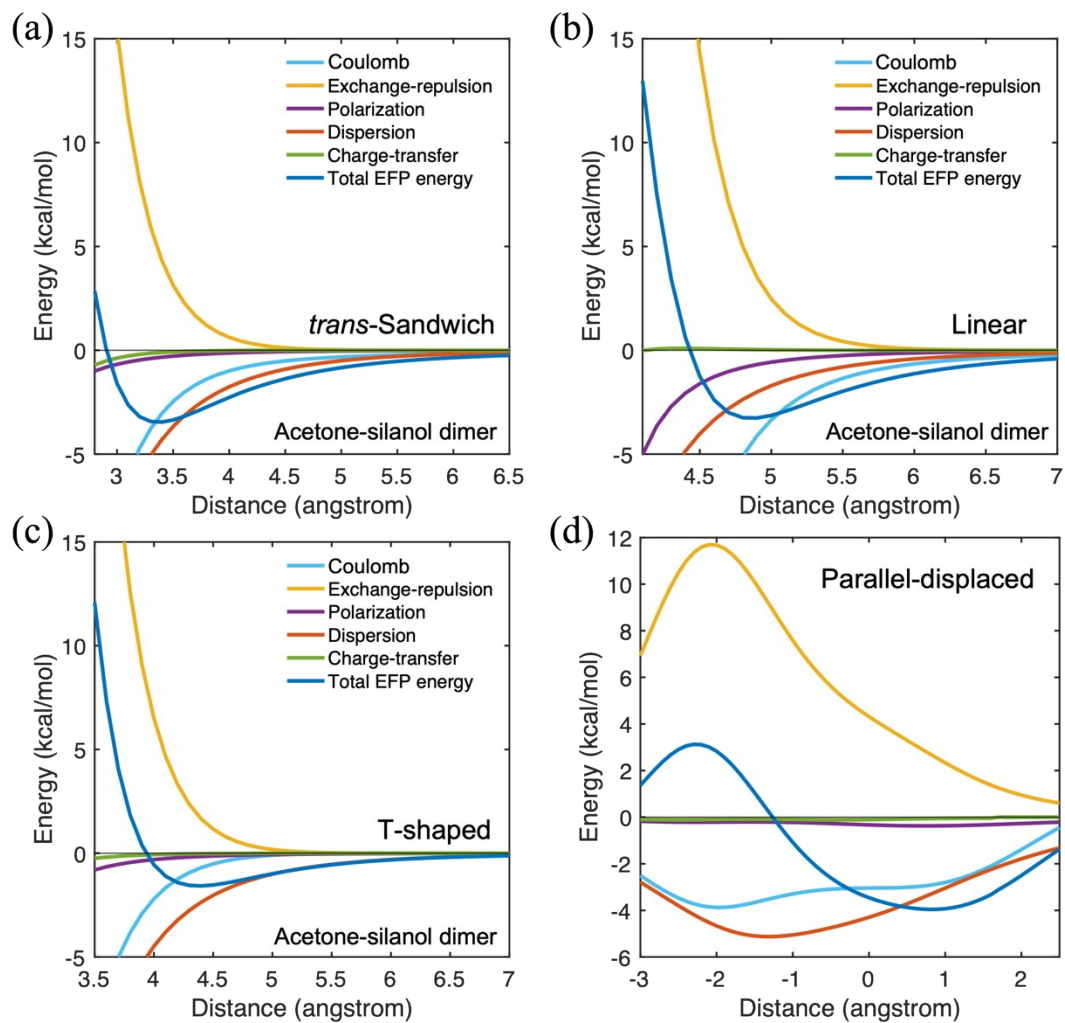 (a)
15
10
5
0
-5
Energy (kcal/mol)
Coulomb
Exchange-repulsion
Polarization
Dispersion
Charge-transfer
Total EFP energy
trans-Sandwich
Acetone-silanol dimer
3 3.5 4 4.5 5 5.5 6 6.5
Distance (angstrom)
(b)
15
10
5
0
-5
Energy (kcal/mol)
Coulomb
Exchange-repulsion
Polarization
Dispersion
Charge-transfer
Total EFP energy
Linear
Acetone-silanol dimer
4.5 5 5.5 6 6.5 7
Distance (angstrom)
(c)
15
10
5
0
-5
Energy (kcal/mol)
Coulomb
Exchange-repulsion
Polarization
Dispersion
Charge-transfer
Total EFP energy
T-shaped
Acetone-silanol dimer
3.5 4 4.5 5 5.5 6 6.5 7
Distance (angstrom)
(d)
12
10
8
6
4
2
0
-2
-4
-6
Energy (kcal/mol)
Parallel-displaced
-3 -2 -1 0 1 2
Distance (angstrom)